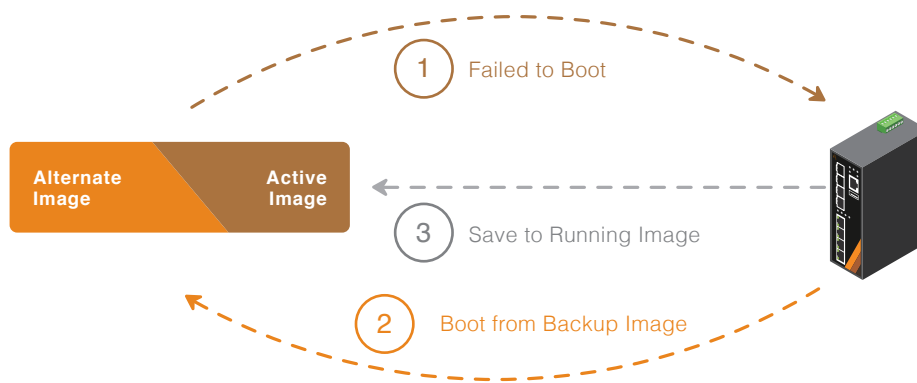 1
Failed to Boot
Alternate
Image
Active
Image
3
Save to Running Image
2
Boot from Backup Image